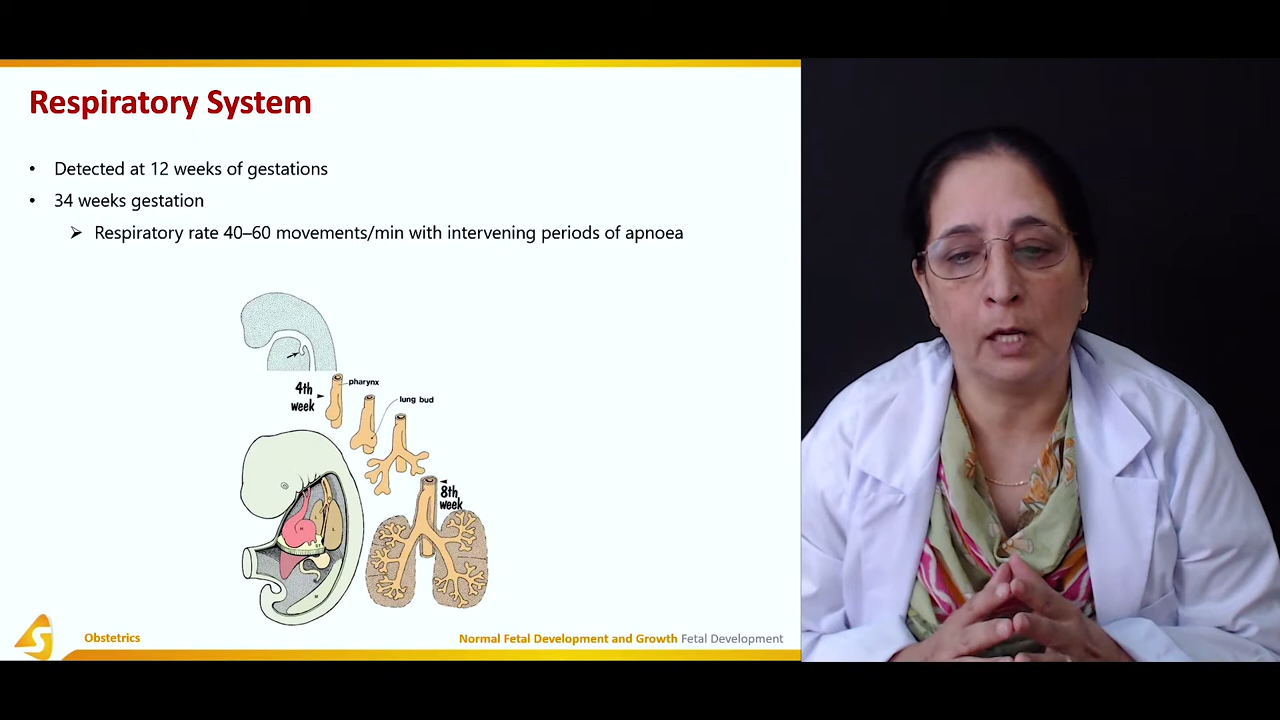 Respiratory System
• Detected at 12 weeks of gestations
• 34 weeks gestation
➢ Respiratory rate 40–60 movements/min with intervening periods of apnoea
4th
week
pharynx
lung bud
8th
week
Obstetrics
Normal Fetal Development and Growth Fetal Development